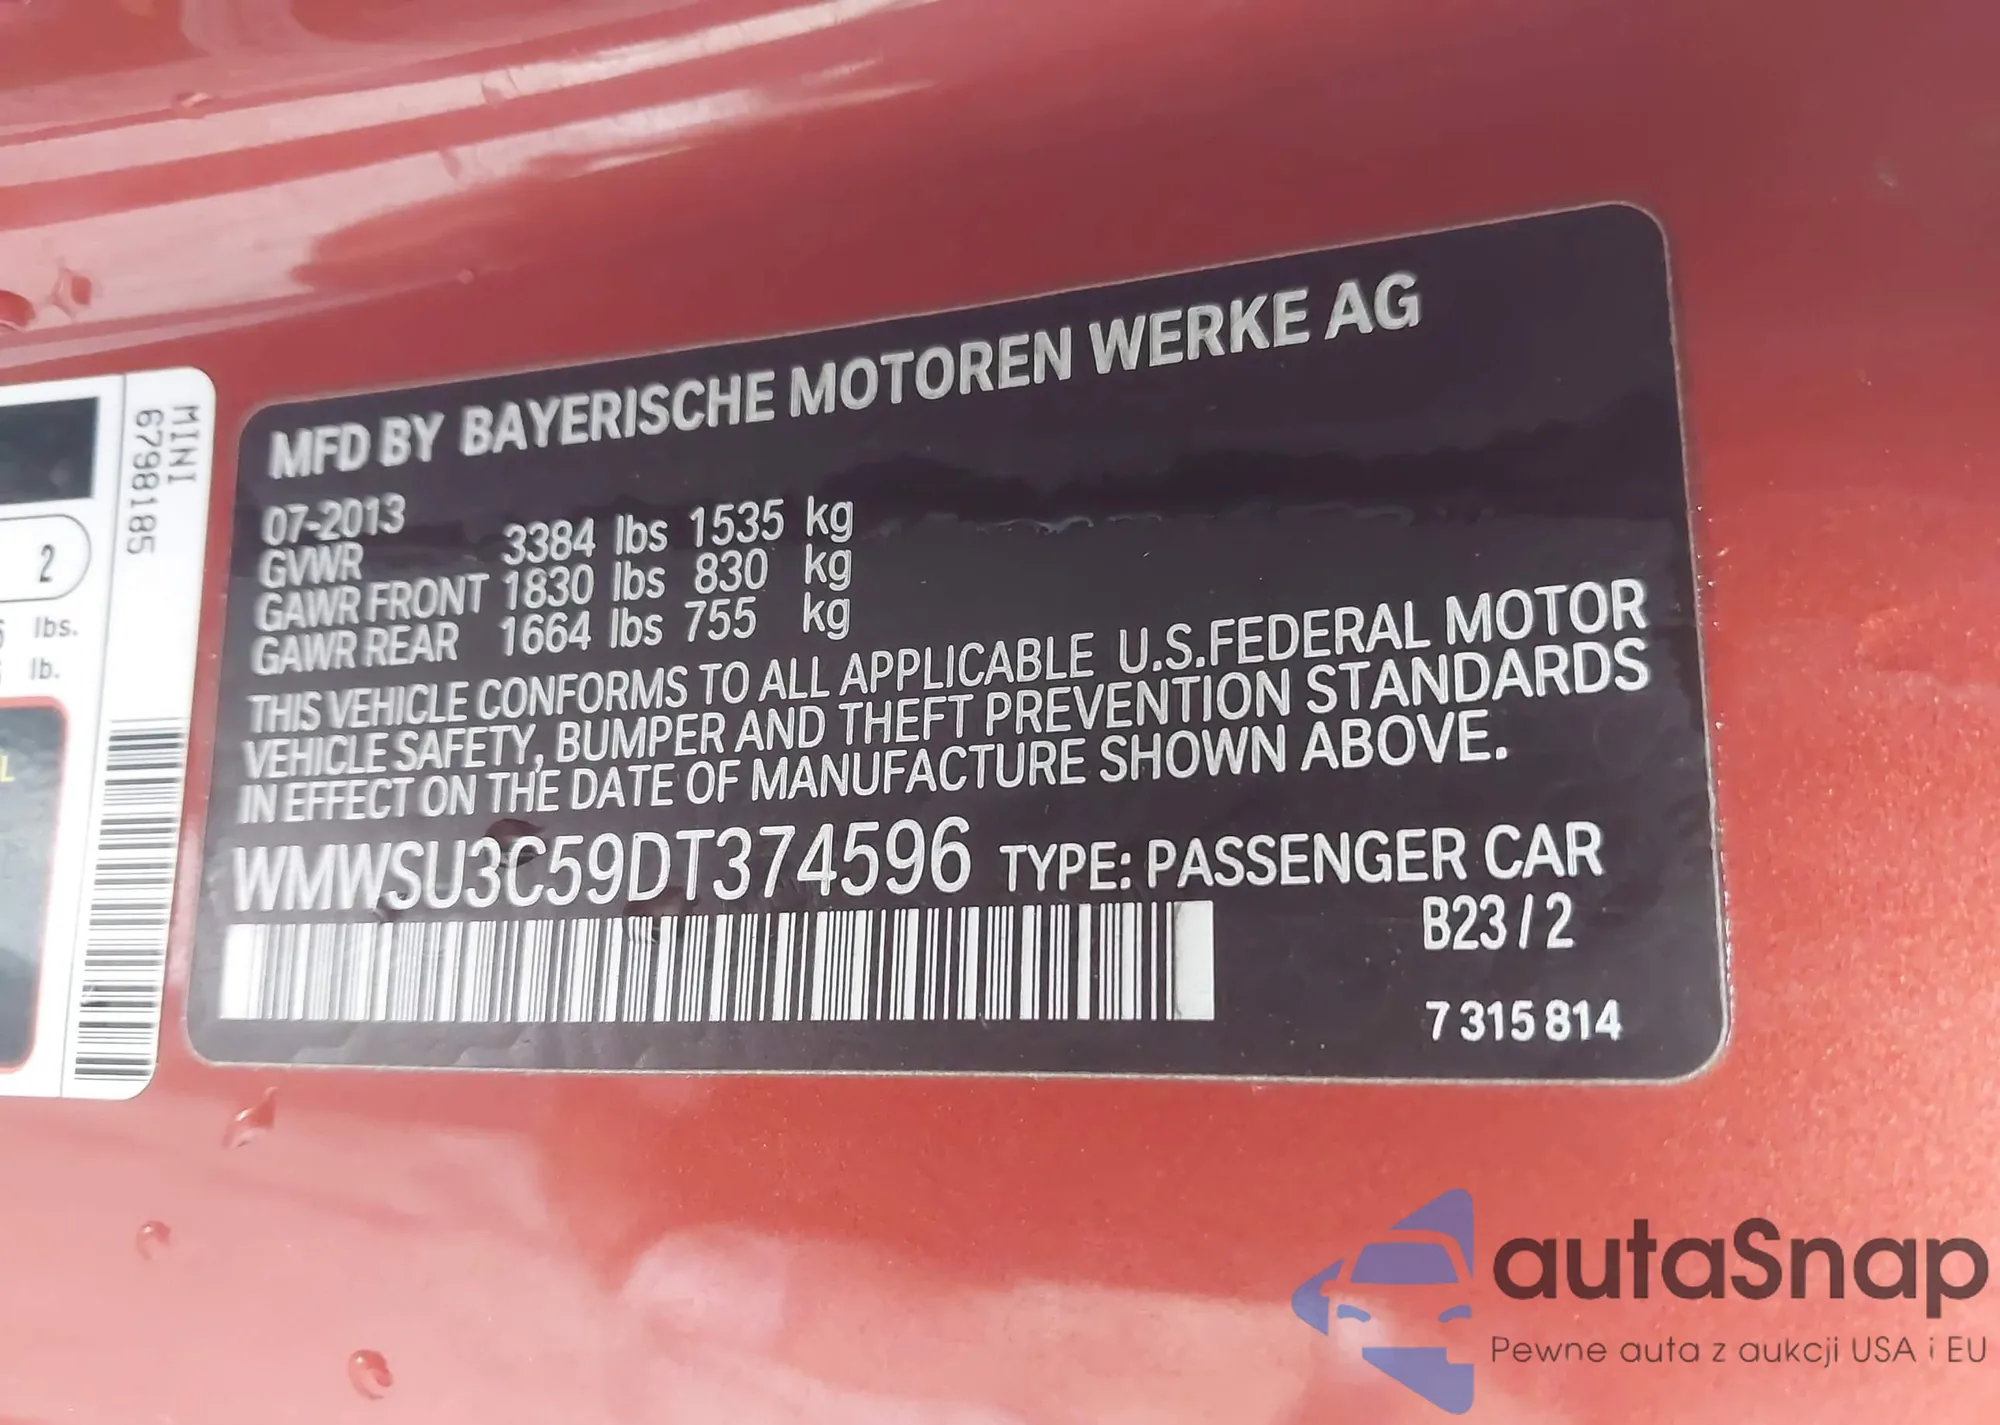 MFD BY BAYERISCHE MOTOREN WERKE AG
07-2013
GVWR 3384 lbs 1535 kg
GAWR FRONT 1830 lbs 830 kg
GAWR REAR 1664 lbs 755 kg
THIS VEHICLE CONFORMS TO ALL APPLICABLE U.S.FEDERAL MOTOR
VEHICLE SAFETY, BUMPER AND THEFT PREVENTION STANDARDS
IN EFFECT ON THE DATE OF MANUFACTURE SHOWN ABOVE.
WMWSU3C59DT374596 TYPE: PASSENGER CAR
B23 / 2
7 315 814
MINI
6798185
2
lbs.
lb.
L
autaSnap
Pewne auta z aukcji USA i EU